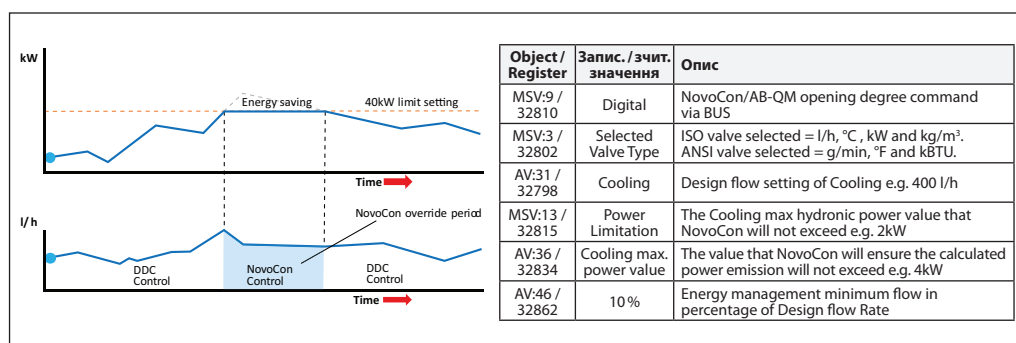 kW
Energy saving
40kW limit setting
Time
l/h
NovoCon override period
DDC
Control
NovoCon
Control
DDC
Control
Time
Object / Register
Запис. / зчит. значення
Опис
MSV:9 / 32810
Digital
NovoCon/AB-QM opening degree command
via BUS
MSV:3 / 32802
Selected Valve Type
ISO valve selected = l/h, °C , kW and kg/m³.
ANSI valve selected = g/min, °F and kBTU.
AV:31 / 32798
Cooling
Design flow setting of Cooling e.g. 400 l/h
MSV:13 / 32815
Power Limitation
The Cooling max hydronic power value that
NovoCon will not exceed e.g. 2kW
AV:36 / 32834
Cooling max. power value
The value that NovoCon will ensure the calculated
power emission will not exceed e.g. 4kW
AV:46 / 32862
10 %
Energy management minimum flow in
percentage of Design flow Rate